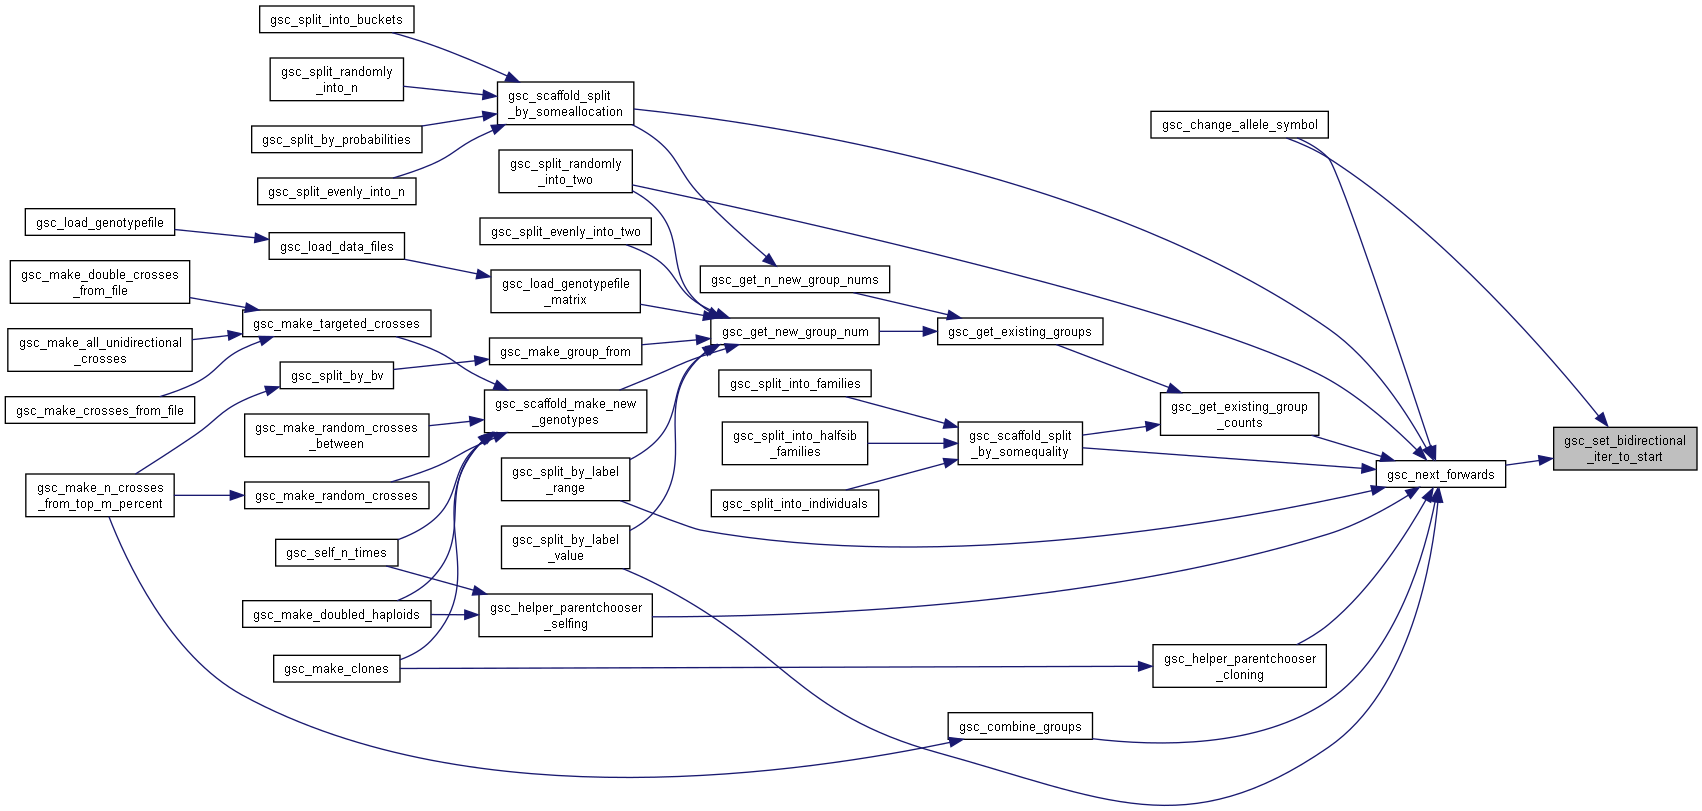 gsc_split_into_buckets
gsc_split_randomly
_into_n
gsc_split_by_probabilities
gsc_split_evenly_into_n
gsc_load_genotypefile
gsc_load_data_files
gsc_make_double_crosses
_from_file
gsc_make_targeted_crosses
gsc_make_all_unidirectional
_crosses
gsc_split_by_bv
gsc_make_crosses_from_file
gsc_make_random_crosses
_between
gsc_make_n_crosses
_from_top_m_percent
gsc_make_random_crosses
gsc_self_n_times
gsc_make_doubled_haploids
gsc_make_clones
gsc_scaffold_split
_by_someallocation
gsc_split_randomly
_into_two
gsc_split_evenly_into_two
gsc_load_genotypefile
_matrix
gsc_make_group_from
gsc_scaffold_make_new
_genotypes
gsc_split_by_label
_range
gsc_split_by_label
_value
gsc_helper_parentchooser
_selfing
gsc_get_n_new_group_nums
gsc_get_new_group_num
gsc_split_into_families
gsc_split_into_halfsib
_families
gsc_split_into_individuals
gsc_get_existing_groups
gsc_scaffold_split
_by_somequality
gsc_combine_groups
gsc_change_allele_symbol
gsc_get_existing_group
_counts
gsc_helper_parentchooser
_cloning
gsc_next_forwards
gsc_set_bidirectional
_iter_to_start